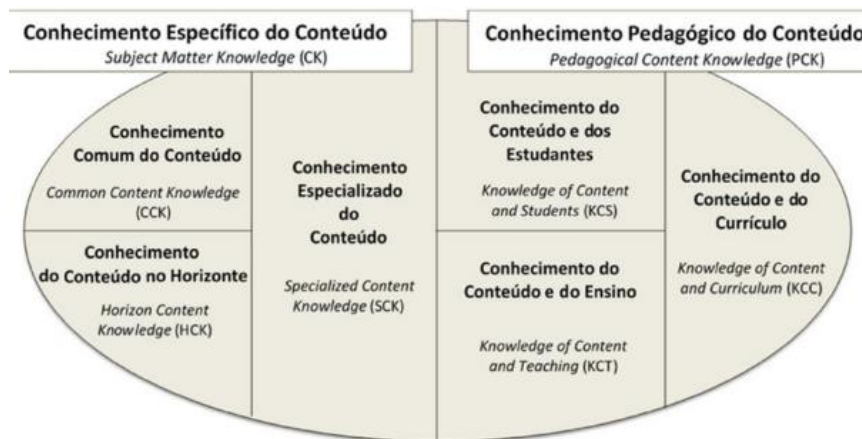 Conhecimento Específico do Conteúdo
Subject Matter Knowledge (CK)
Conhecimento Pedagógico do Conteúdo
Pedagogical Content Knowledge (PCK)
Conhecimento
Comum do Conteúdo
Common Content Knowledge
(CCK)
Conhecimento
do Conteúdo no Horizonte
Horizon Content
Knowledge (HCK)
Conhecimento
Especializado
do
Conteúdo
Specialized Content
Knowledge (SCK)
Conhecimento do
Conteúdo e dos
Estudantes
Knowledge of Content
and Students (KCS)
Conhecimento do
Conteúdo e do Ensino
Knowledge of Content
and Teaching (KCT)
Conhecimento do
Conteúdo e do
Currículo
Knowledge of Content
and Curriculum (KCC)